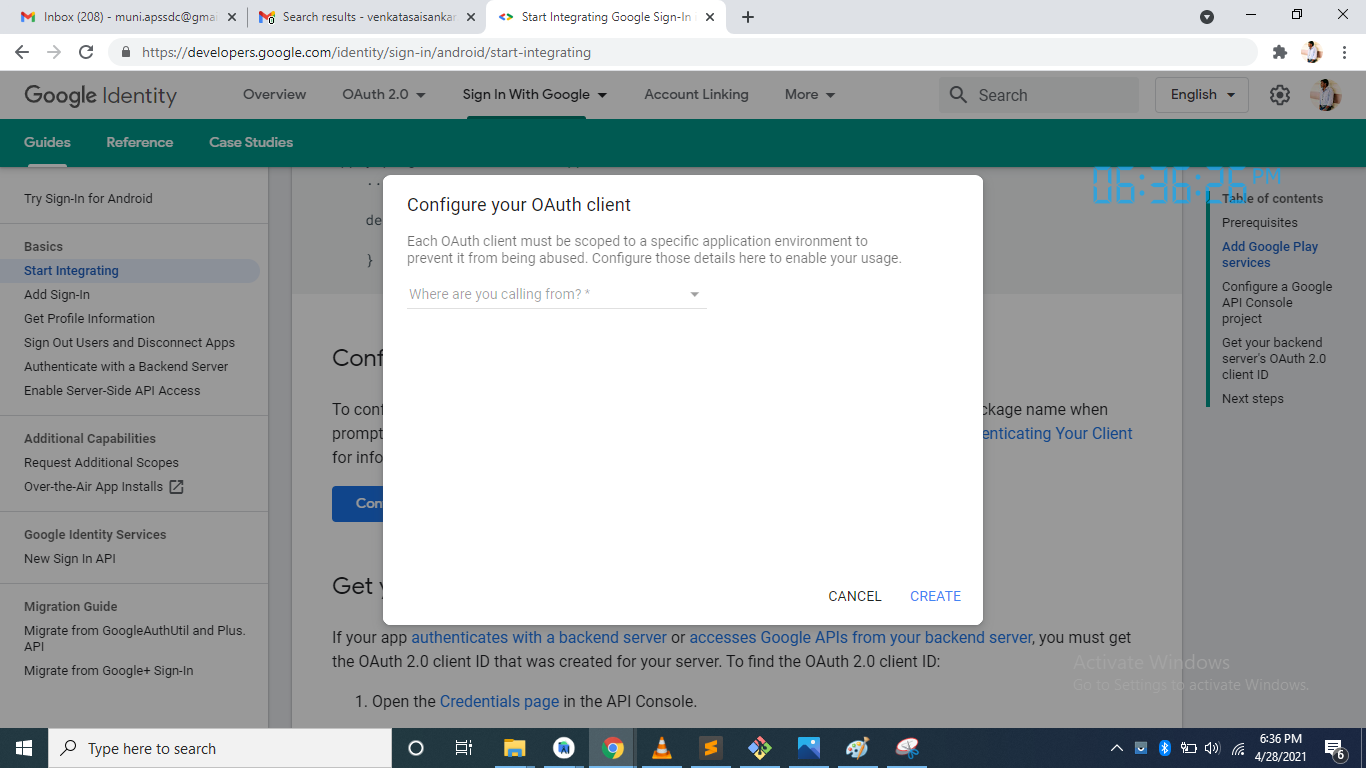 Inbox (208) - muni.apssdc@gmai
Search results - venkatasaisankar
Start Integrating Google Sign-In
https://developers.google.com/identity/sign-in/android/start-integrating
Google Identity
Overview
OAuth 2.0
Sign In With Google
Account Linking
More
Search
English
Guides
Reference
Case Studies
Try Sign-In for Android
Basics
Start Integrating
Add Sign-In
Get Profile Information
Sign Out Users and Disconnect Apps
Authenticate with a Backend Server
Enable Server-Side API Access
Additional Capabilities
Request Additional Scopes
Over-the-Air App Installs
Google Identity Services
New Sign In API
Migration Guide
Migrate from GoogleAuthUtil and Plus.
API
Migrate from Google+ Sign-In
..
de
}
Configure your OAuth client
Each OAuth client must be scoped to a specific application environment to
prevent it from being abused. Configure those details here to enable your usage.
Where are you calling from? *
CANCEL
CREATE
Conf
To conf
ckage name when
prompt
enticating Your Client
for info
Con
Get y
If your app authenticates with a backend server or accesses Google APIs from your backend server, you must get
the OAuth 2.0 client ID that was created for your server. To find the OAuth 2.0 client ID:
1. Open the Credentials page in the API Console.
06:36:26 PM
Table of contents
Prerequisites
Add Google Play
services
Configure a Google
API Console
project
Get your backend
server's OAuth 2.0
client ID
Next steps
Activate Windows
Go to Settings to activate Windows.
Type here to search
6:36 PM
4/28/2021
6